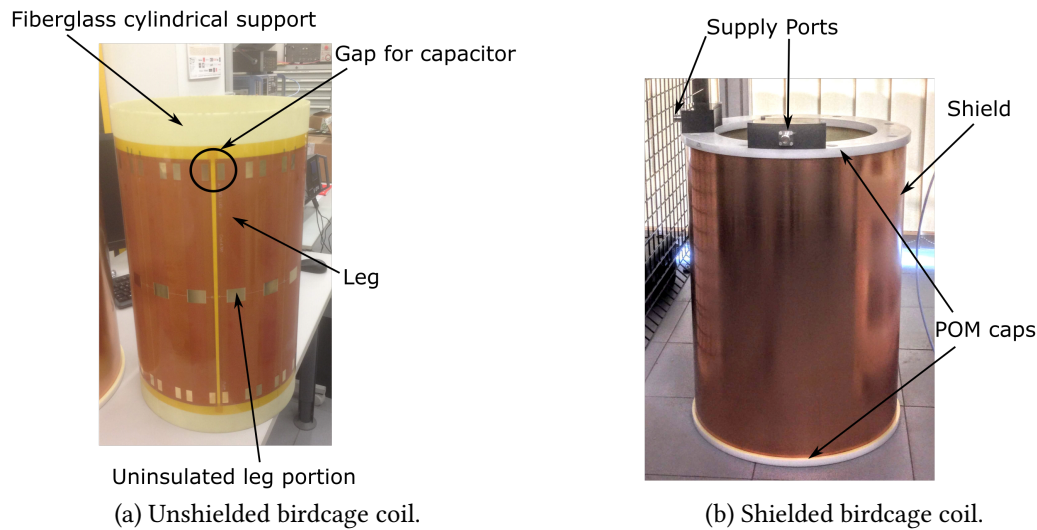 Fiberglass cylindrical support
Gap for capacitor
Leg
Uninsulated leg portion
(a) Unshielded birdcage coil.
Supply Ports
Shield
POM caps
(b) Shielded birdcage coil.